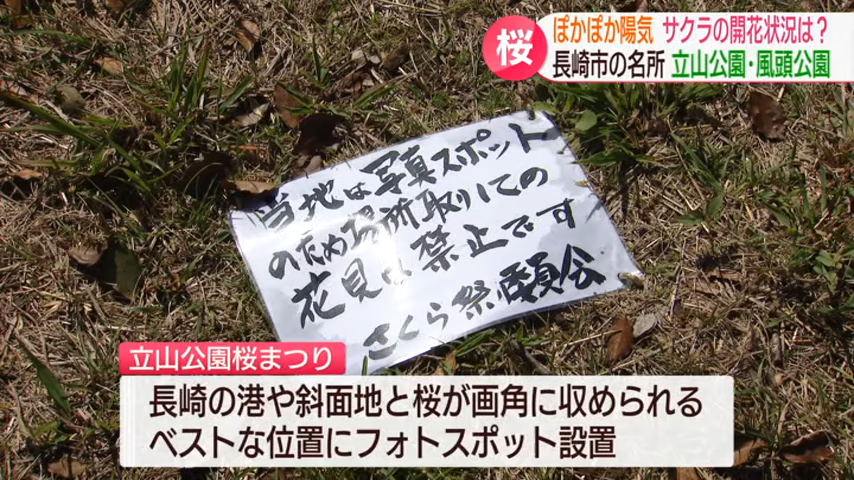 桜
ぽかぽか陽気 サクラの開花状況は？
長崎市の名所 立山公園・風頭公園
当地は写真スポット
のため場所取りしての
花見は禁止です
さくら祭り委員会
立山公園桜まつり
長崎の港や斜面地と桜が画角に収められる
ベストな位置にフォトスポット設置